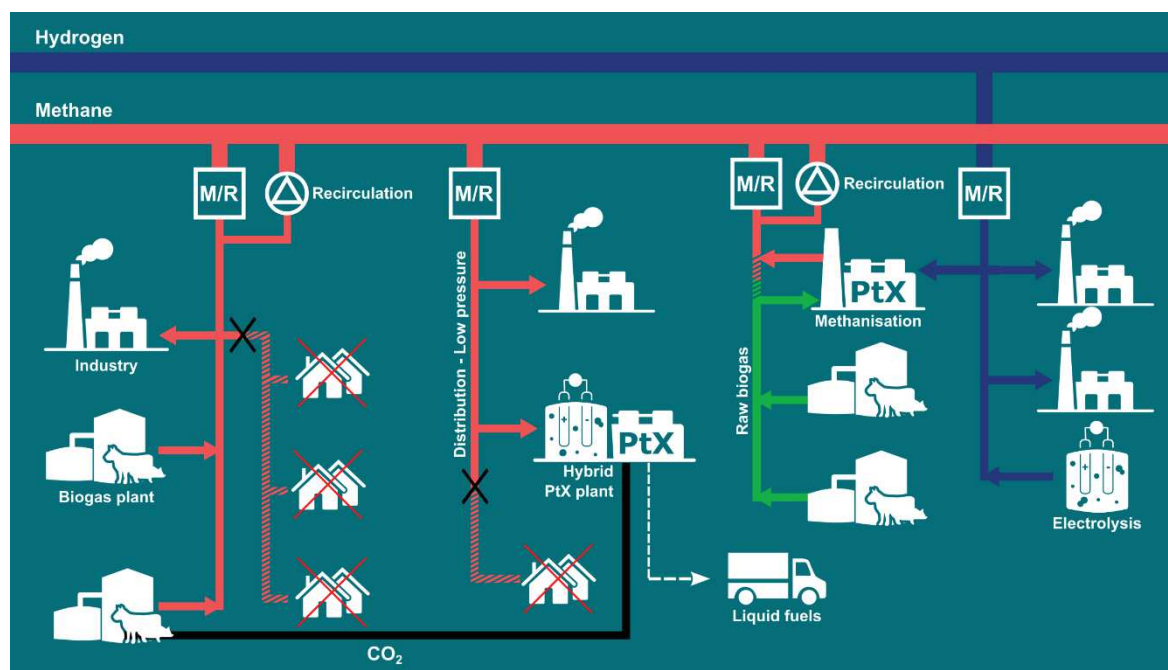 Hydrogen
Methane
M/R
Recirculation
M/R
M/R
Recirculation
M/R
Industry
Biogas plant
Distribution - Low pressure
PtX
Hybrid
PtX plant
Raw biogas
PtX
Methanisation
Electrolysis
Liquid fuels
CO₂